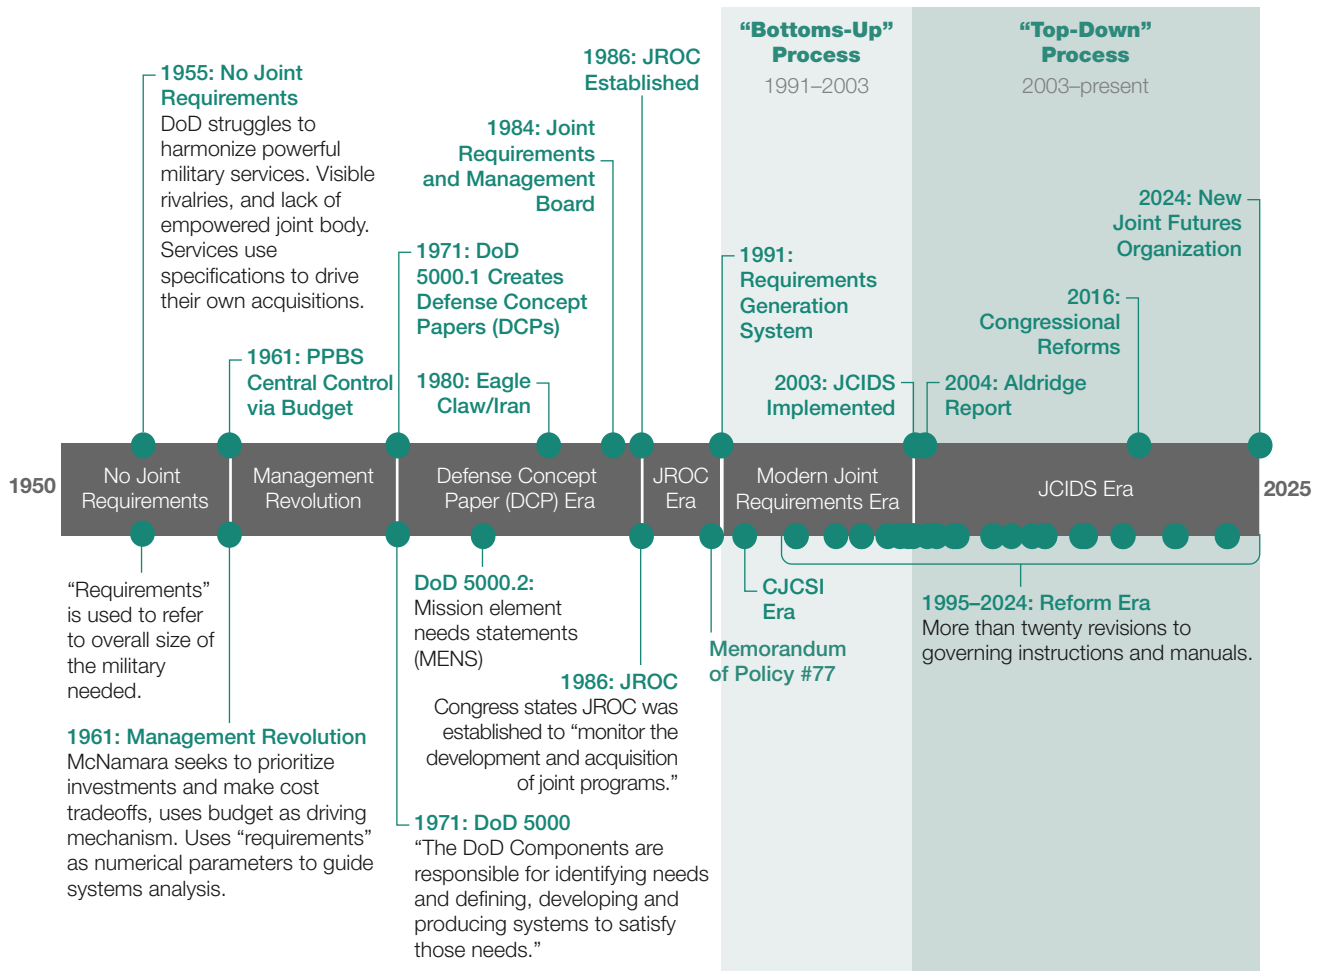 “Bottoms-Up”
Process
1991–2003
“Top-Down”
Process
2003–present
1955: No Joint
Requirements
DoD struggles to
harmonize powerful
military services. Visible
rivalries, and lack of
empowered joint body.
Services use
specifications to drive
their own acquisitions.
1961: PPBS
Central Control
via Budget
1971: DoD
5000.1 Creates
Defense Concept
Papers (DCPs)
1980: Eagle
Claw/Iran
1984: Joint
Requirements
and Management
Board
1986: JROC
Established
1991:
Requirements
Generation
System
2003: JCIDS
Implemented
2004: Aldridge
Report
2016:
Congressional
Reforms
2024: New
Joint Futures
Organization
1950
No Joint
Requirements
Management
Revolution
Defense Concept
Paper (DCP) Era
JROC
Era
Modern Joint
Requirements Era
JCIDS Era
2025
“Requirements”
is used to refer
to overall size of
the military
needed.
1961: Management Revolution
McNamara seeks to prioritize
investments and make cost
tradeoffs, uses budget as driving
mechanism. Uses “requirements”
as numerical parameters to guide
systems analysis.
DoD 5000.2:
Mission element
needs statements
(MENS)
1986: JROC
Congress states JROC was
established to “monitor the
development and acquisition
of joint programs.”
1971: DoD 5000
“The DoD Components are
responsible for identifying needs
and defining, developing and
producing systems to satisfy
those needs.”
Memorandum
of Policy #77
CJCSI
Era
1995–2024: Reform Era
More than twenty revisions to
governing instructions and manuals.